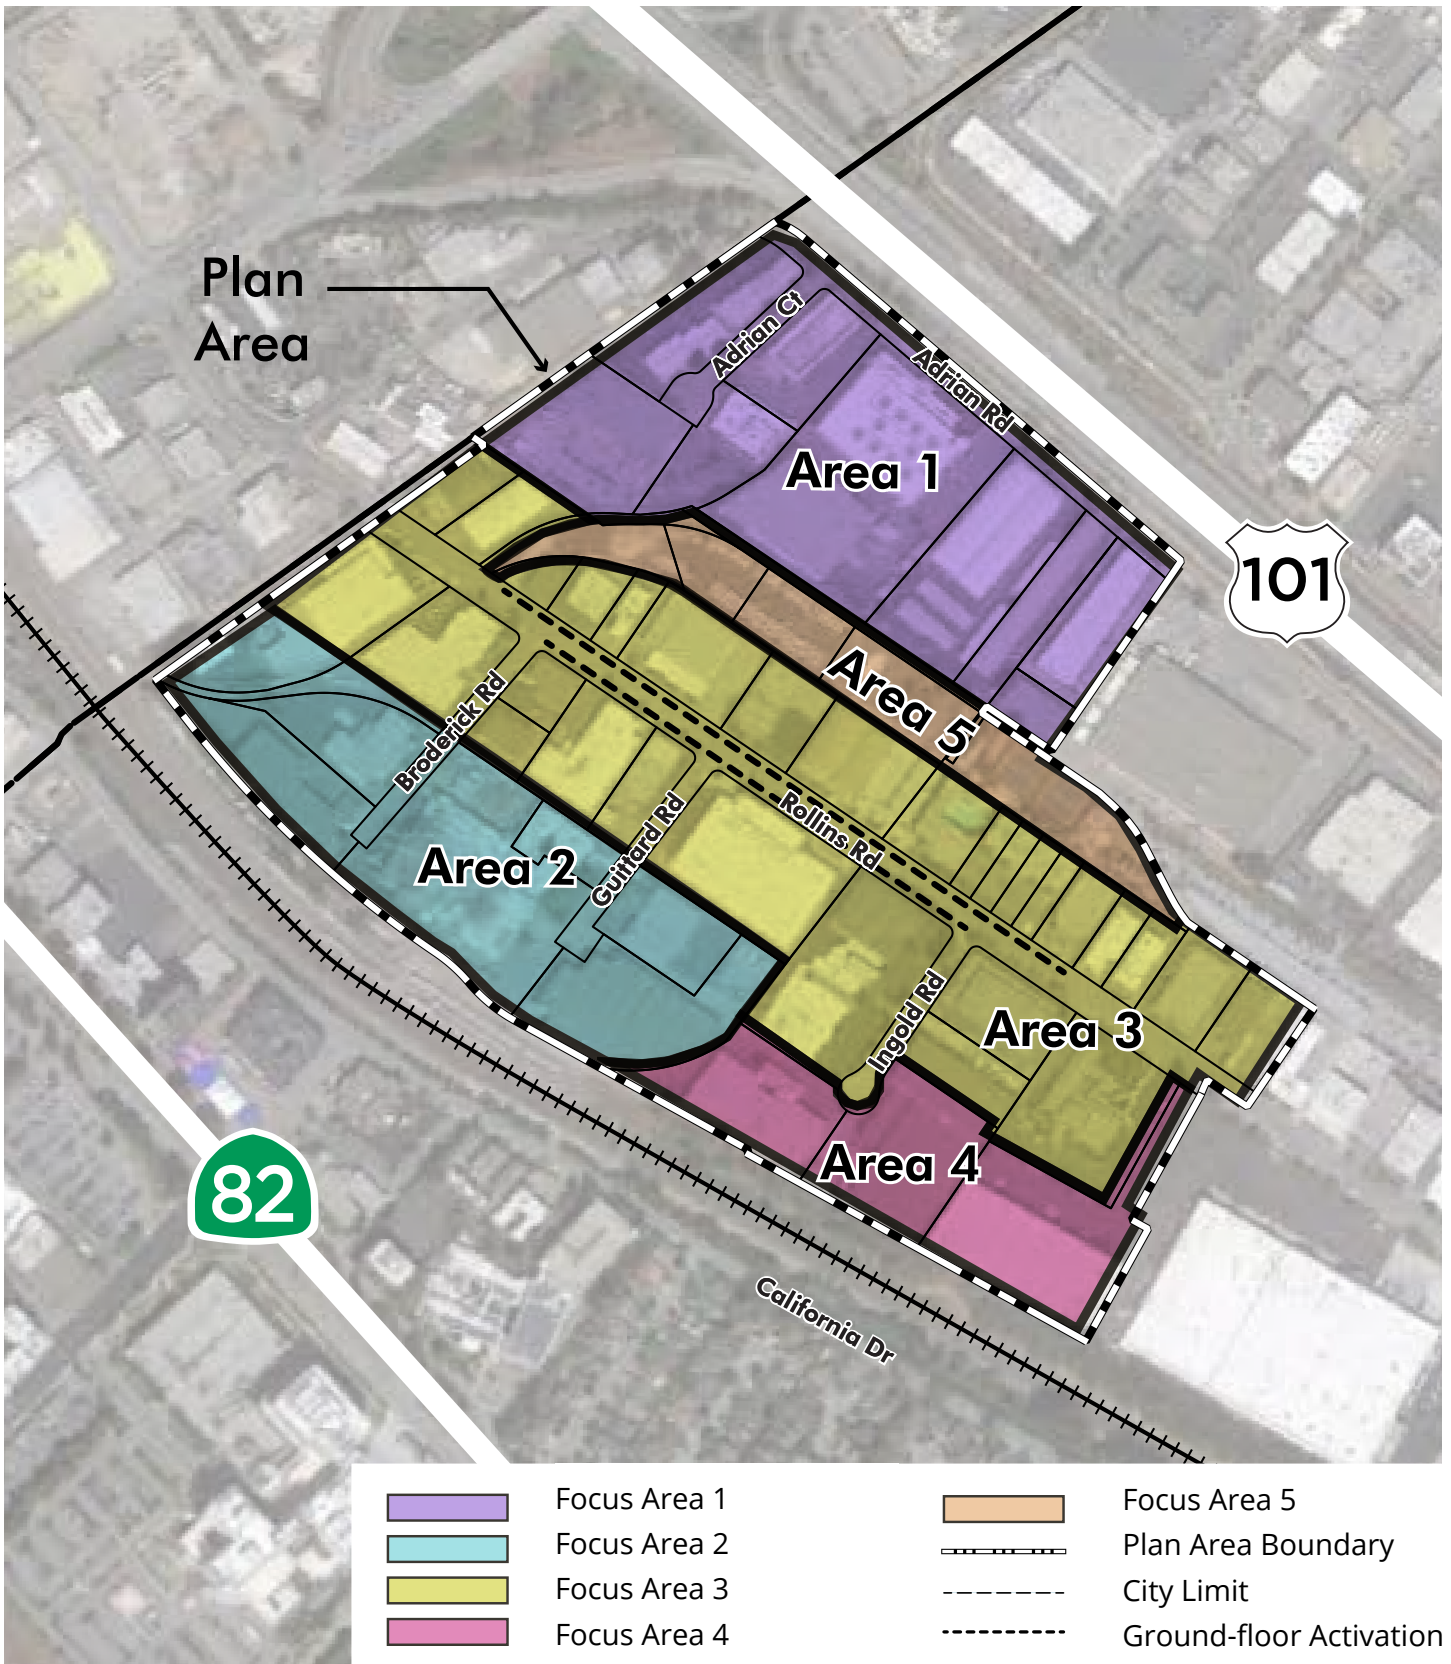 Plan
Area
Adrian Ct
Adrian Rd
Area 1
101
Area 5
Broderick Rd
Rollins Rd
Guittard Rd
Area 2
Ingold Rd
Area 3
Area 4
82
California Dr
Focus Area 1
Focus Area 2
Focus Area 3
Focus Area 4
Focus Area 5
Plan Area Boundary
City Limit
Ground-floor Activation